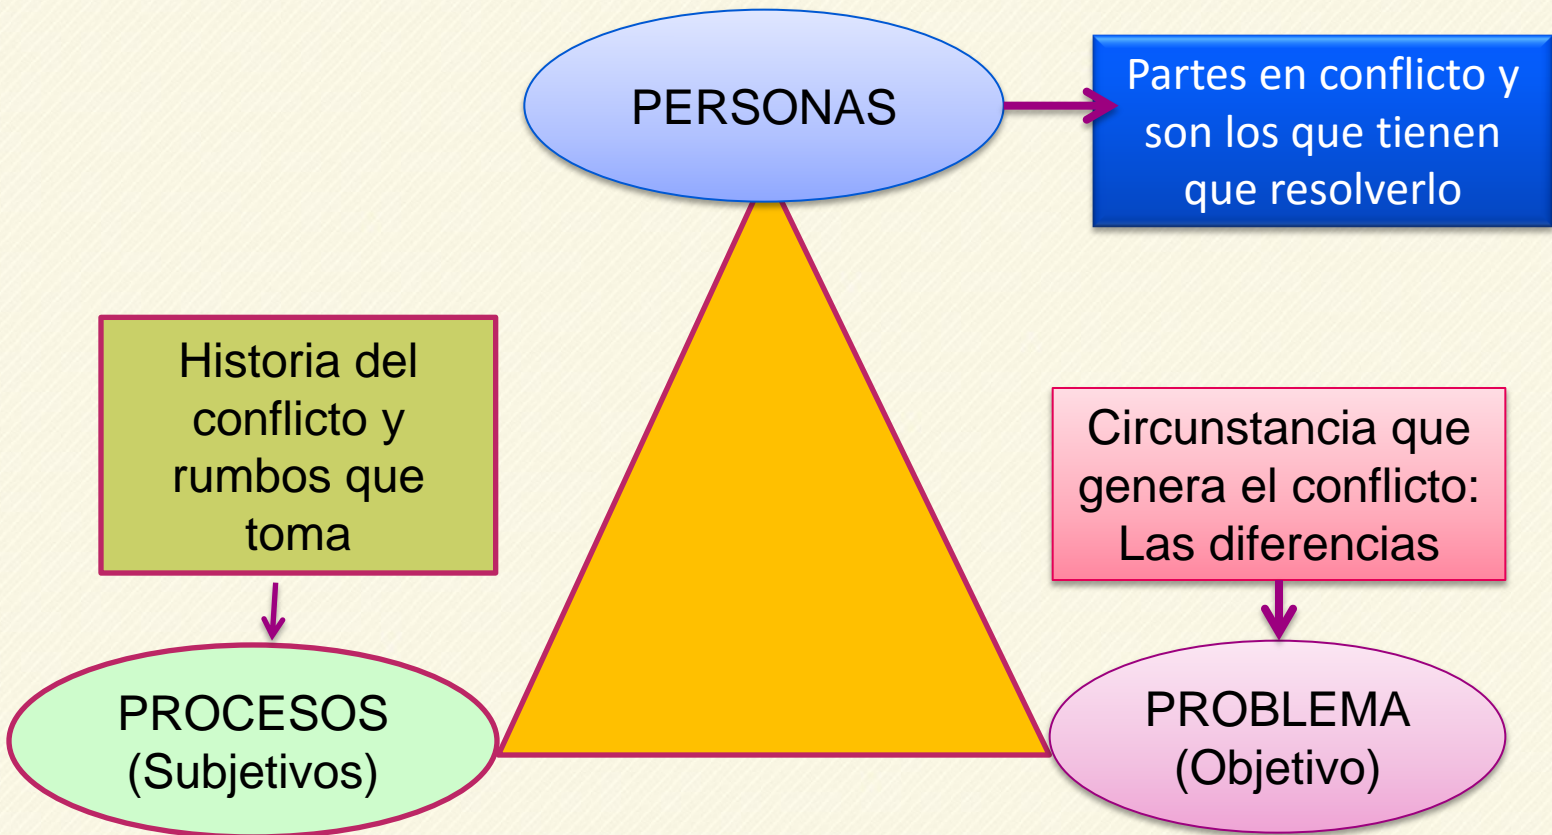 PERSONAS
Partes en conflicto y
son los que tienen
que resolverlo
Historia del
conflicto y
rumbos que
toma
Circunstancia que
genera el conflicto:
Las diferencias
PROCESOS
(Subjetivos)
PROBLEMA
(Objetivo)